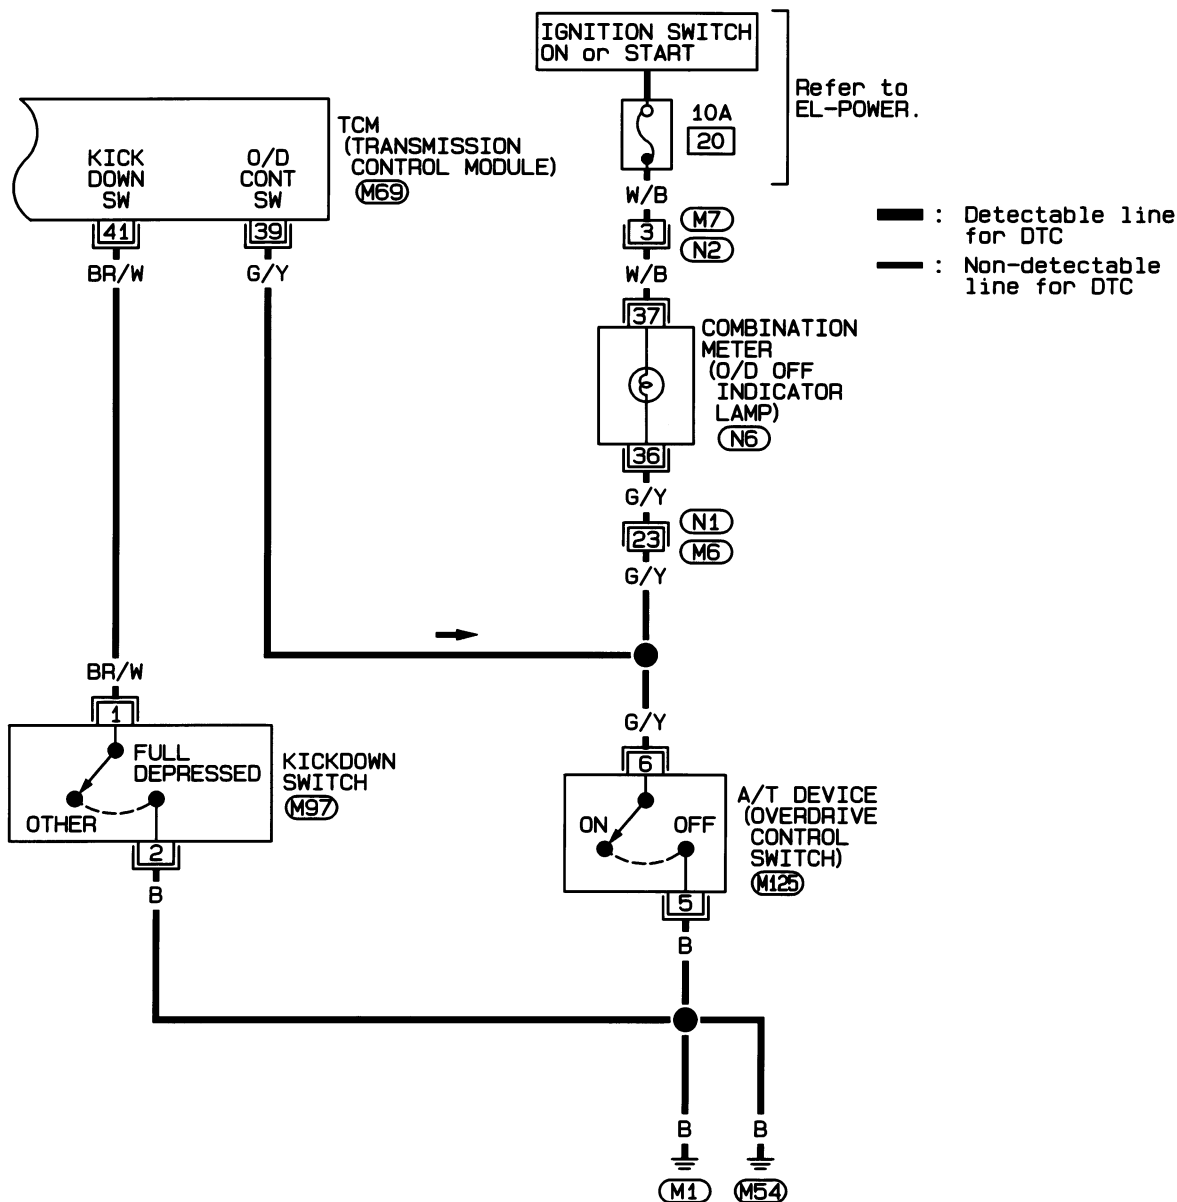 IGNITION SWITCH
ON or START
Refer to
EL-POWER.
10A
20
W/B
3
M7
N2
W/B
TCM
(TRANSMISSION
CONTROL MODULE)
M69
KICK
DOWN
SW
O/D
CONT
SW
41
39
BR/W
G/Y
: Detectable line
for DTC
: Non-detectable
line for DTC
37
COMBINATION
METER
(O/D OFF
INDICATOR
LAMP)
N6
36
G/Y
23
N1
M6
G/Y
BR/W
1
FULL
DEPRESSED
OTHER
KICKDOWN
SWITCH
M97
2
B
G/Y
6
ON
OFF
A/T DEVICE
(OVERDRIVE
CONTROL
SWITCH)
M125
5
B
B
B
M1
M54